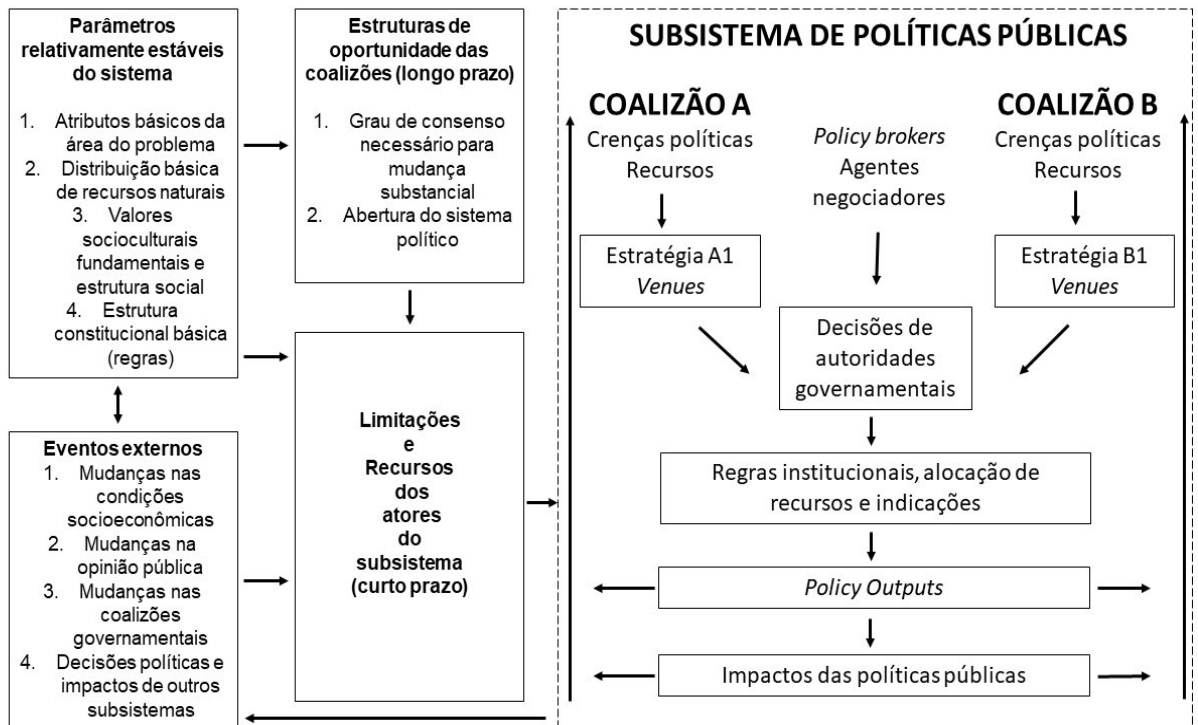 Parâmetros
relativamente estáveis
do sistema
1. Atributos básicos da
área do problema
2. Distribuição básica
de recursos naturais
3. Valores
socioculturais
fundamentais e
estrutura social
4. Estrutura
constitucional básica
(regras)
Estruturas de
oportunidade das
coalizões (longo prazo)
1. Grau de consenso
necessário para
mudança
substancial
2. Abertura do sistema
político
Eventos externos
1. Mudanças nas
condições
socioeconômicas
2. Mudanças na
opinião pública
3. Mudanças nas
coalizões
governamentais
4. Decisões políticas e
impactos de outros
subsistemas
Limitações
e
Recursos
dos
atores
do
subsistema
(curto prazo)
SUBSISTEMA DE POLÍTICAS PÚBLICAS
COALIZÃO A
Crenças políticas
Recursos
Policy brokers
Agentes
negociadores
COALIZÃO B
Crenças políticas
Recursos
Estratégia A1
Venues
Estratégia B1
Venues
Decisões de
autoridades
governamentais
Regras institucionais, alocação de
recursos e indicações
Policy Outputs
Impactos das políticas públicas